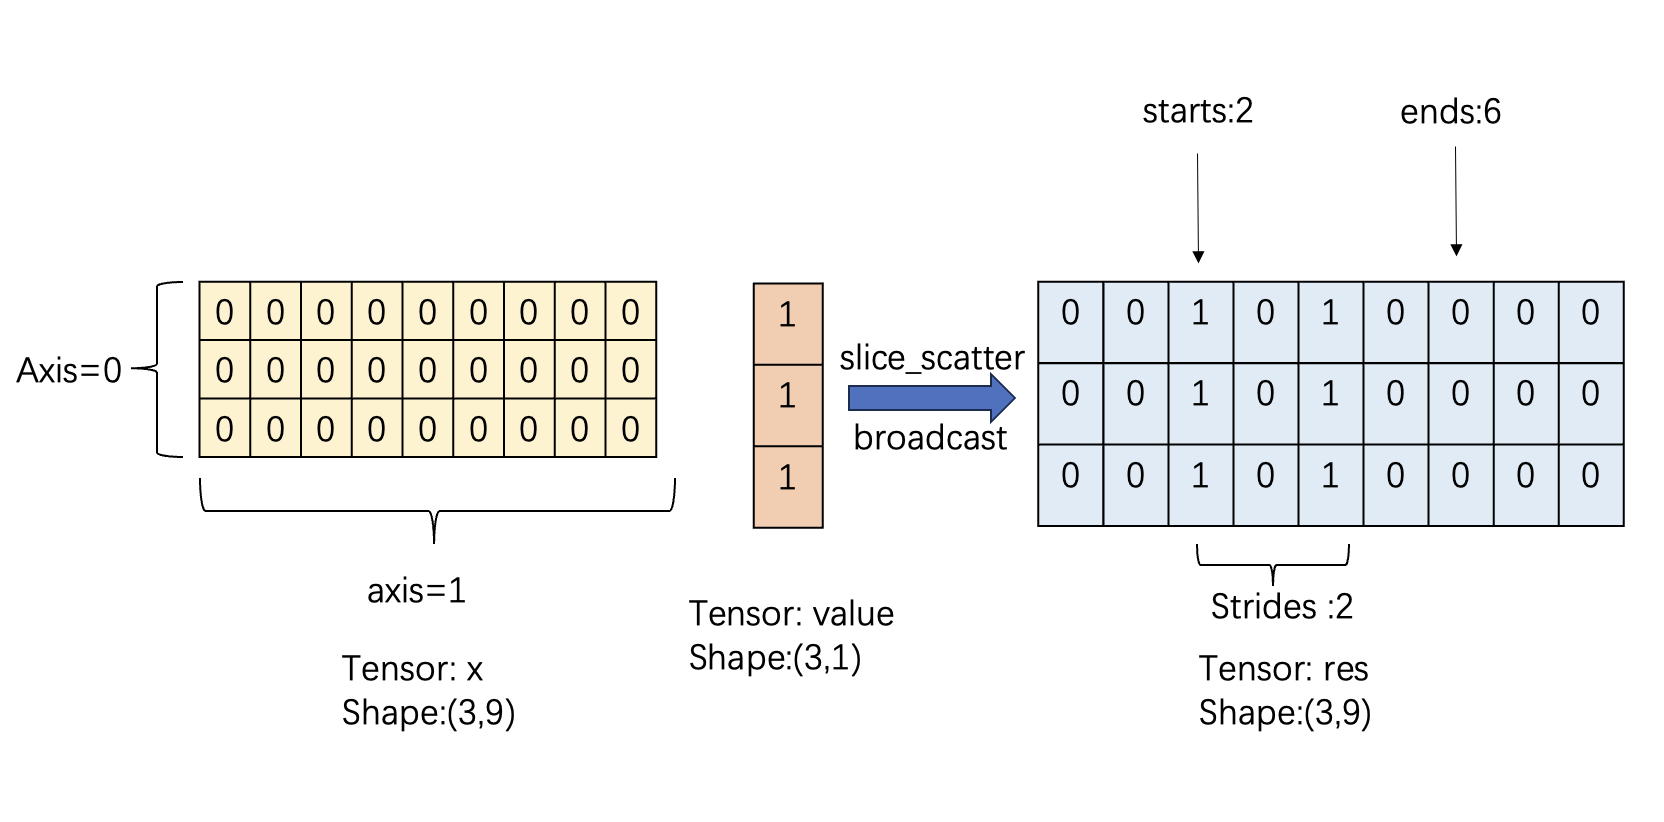 starts:2 ends:6
Axis=0
0 0 0 0 0 0 0 0 0
0 0 0 0 0 0 0 0 0
0 0 0 0 0 0 0 0 0
axis=1
Tensor: x
Shape:(3,9)
1
1
1
Tensor: value
Shape:(3,1)
slice_scatter
broadcast
0 0 1 0 1 0 0 0 0
0 0 1 0 1 0 0 0 0
0 0 1 0 1 0 0 0 0
Strides :2
Tensor: res
Shape:(3,9)